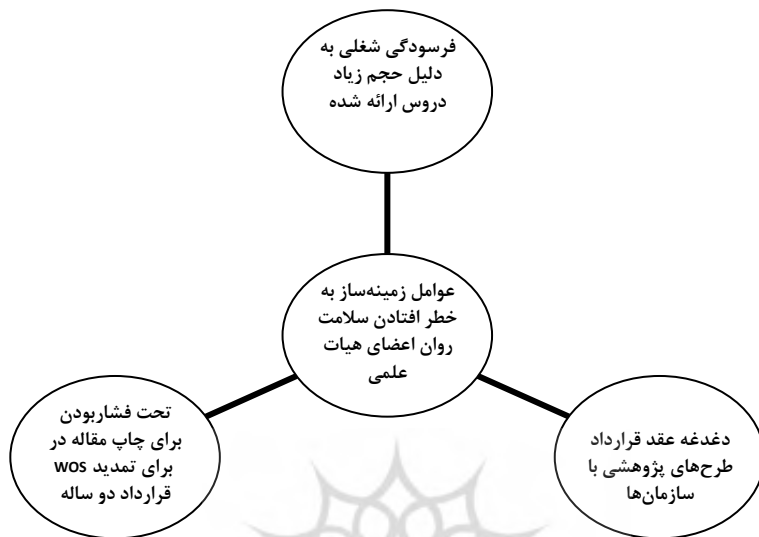 فرسودگی شغلی به
دلیل حجم زیاد
دروس ارائه شده
عوامل زمینه‌ساز به
خطر افتادن سلامت
روان اعضای هیات
علمی
دغدغه عقد قرارداد
طرح‌های پژوهشی با
سازمان‌ها
تحت فشاربودن
برای چاپ مقاله در
wos برای تمدید
قرارداد دو ساله